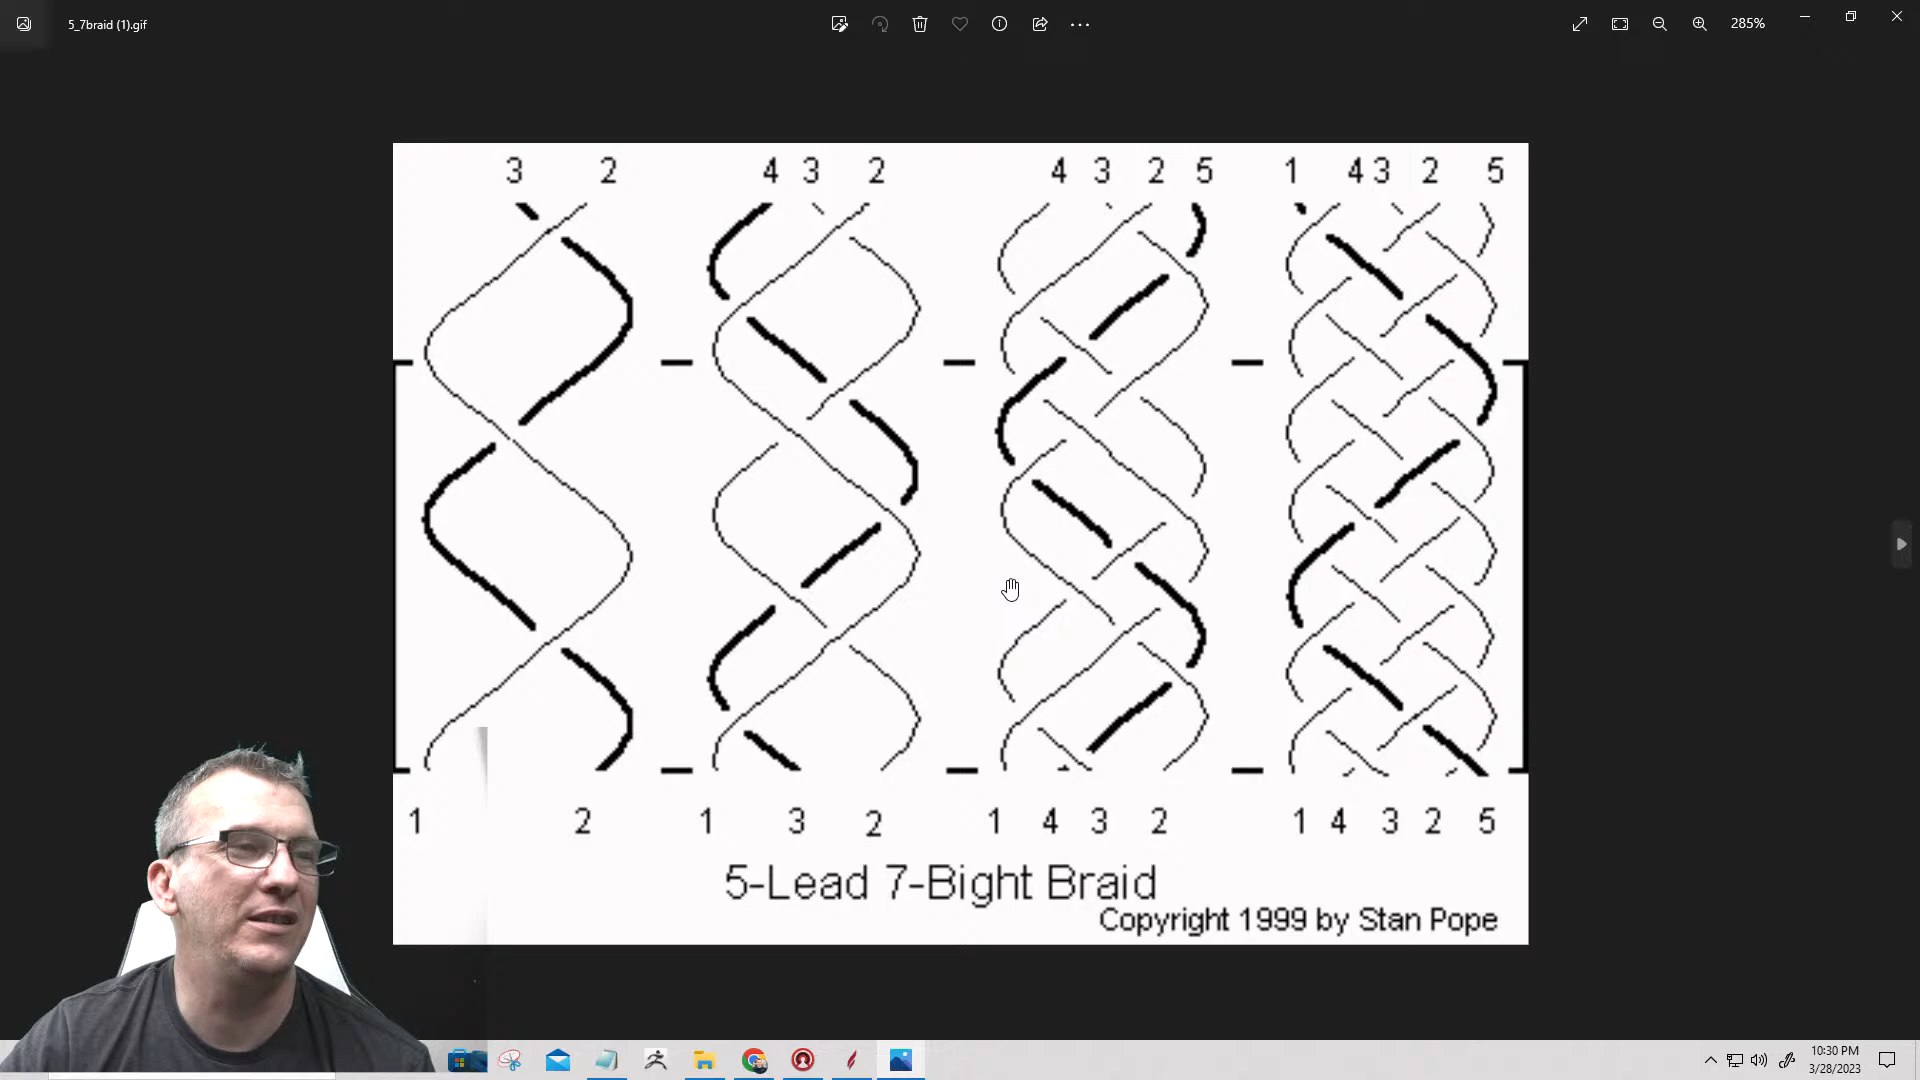 5_7braid (1).gif
285%
3 2 4 3 2 4 3 2 5 1 4 3 2 5
1 2 1 3 2 1 4 3 2 1 4 3 2 5
5-Lead 7-Bight Braid
Copyright 1999 by Stan Pope
10:30 PM
3/28/2023